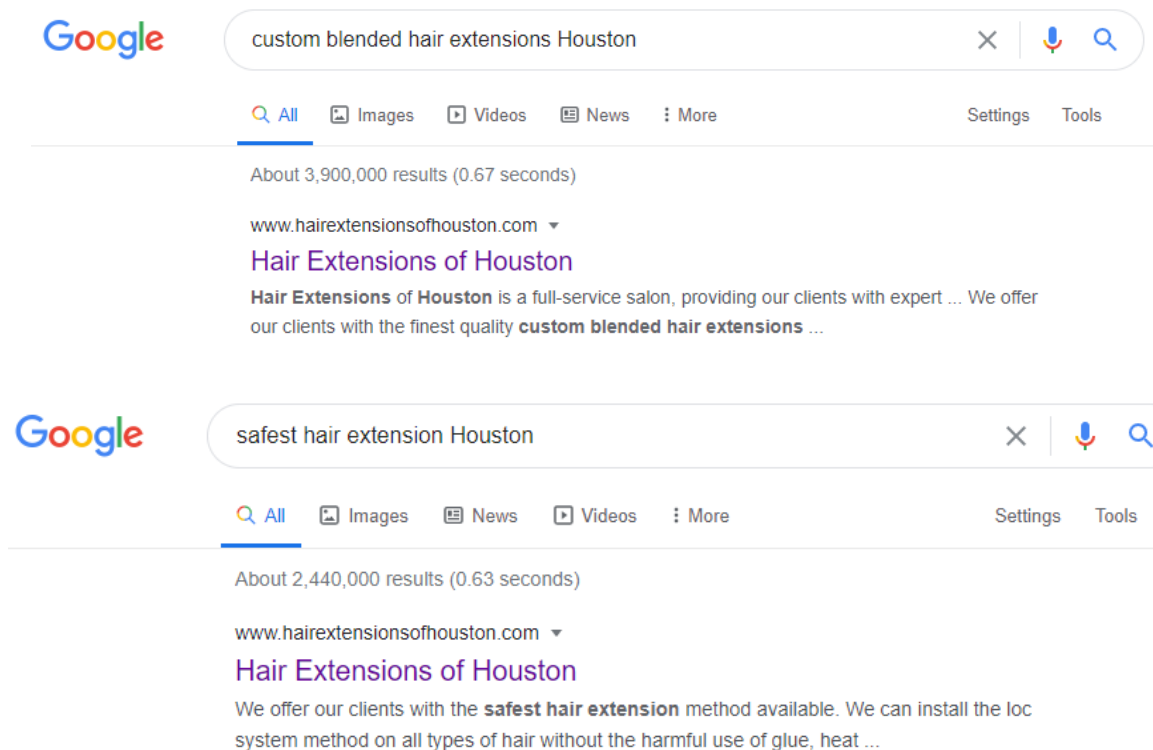 Google custom blended hair extensions Houston
All Images Videos News More Settings Tools
About 3,900,000 results (0.67 seconds)
www.hairextensionsofhouston.com
Hair Extensions of Houston
Hair Extensions of Houston is a full-service salon, providing our clients with expert ... We offer
our clients with the finest quality custom blended hair extensions ...
Google safest hair extension Houston
All Images News Videos More Settings Tools
About 2,440,000 results (0.63 seconds)
www.hairextensionsofhouston.com
Hair Extensions of Houston
We offer our clients with the safest hair extension method available. We can install the loc
system method on all types of hair without the harmful use of glue, heat ...